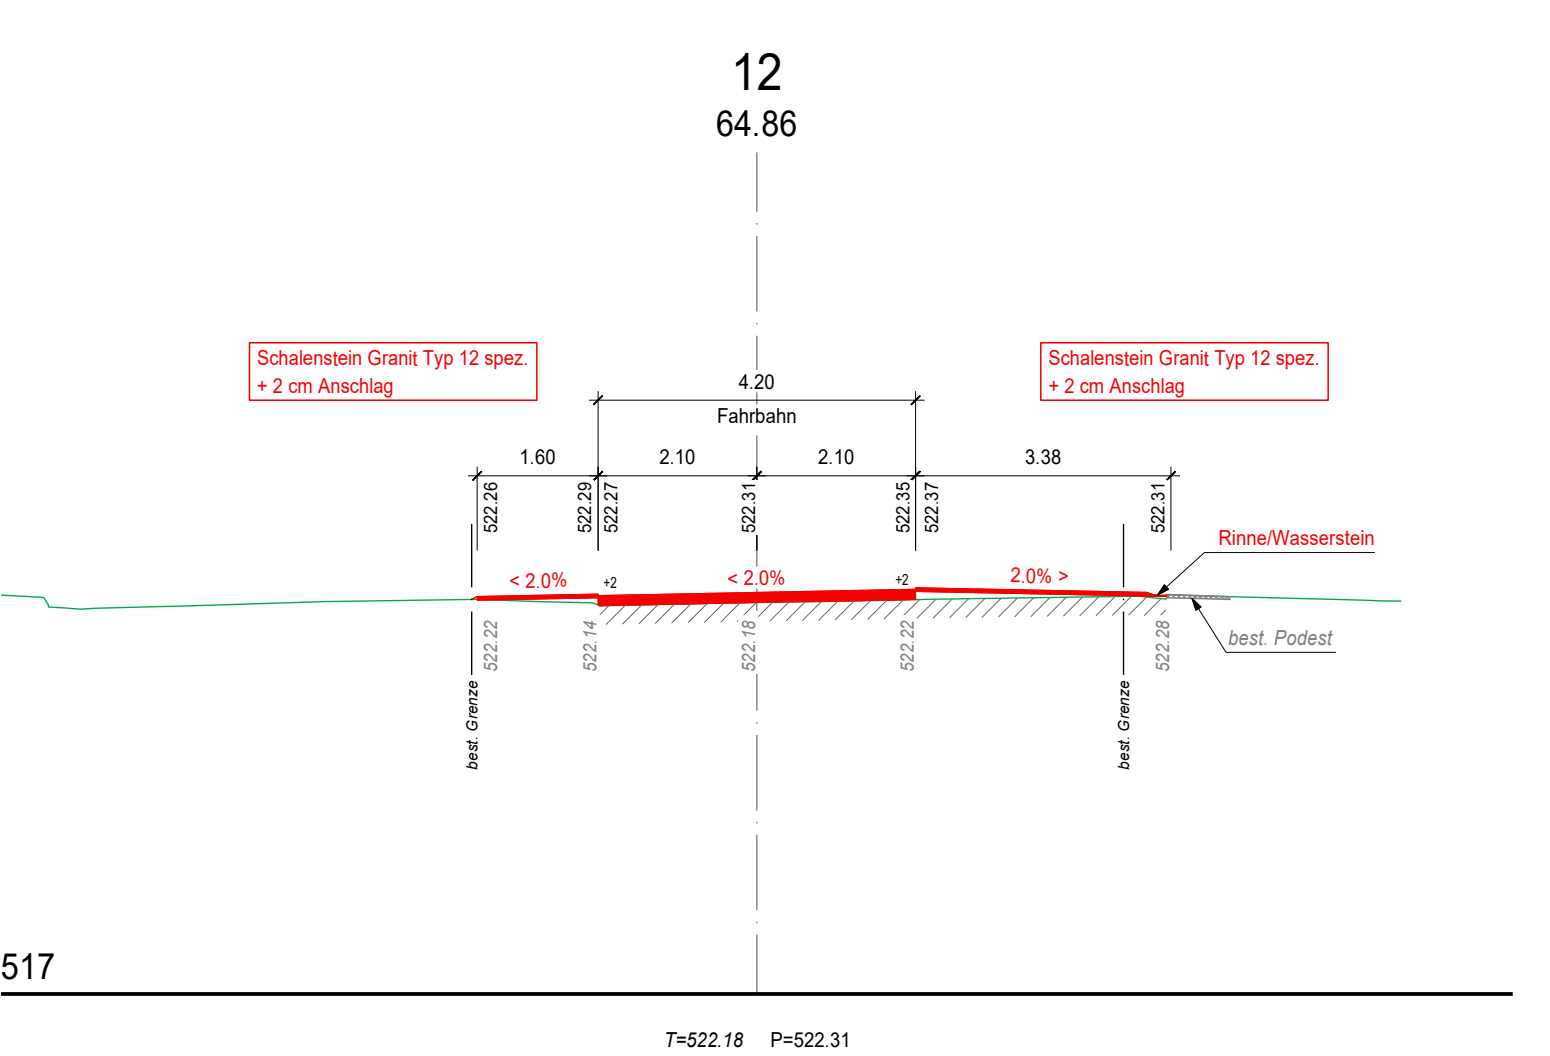 12
64.86
Schalenstein Granit Typ 12 spez.
+ 2 cm Anschlag
Schalenstein Granit Typ 12 spez.
+ 2 cm Anschlag
4.20
Fahrbahn
1.60
2.10
2.10
3.38
522.26
522.29
522.27
522.31
522.35
522.37
522.31
Rinne/Wasserstein
< 2.0%
+2
< 2.0%
+2
2.0% >
522.22
522.14
522.18
522.22
522.28
best. Podest
best. Grenze
best. Grenze
517
T=522.18 P=522.31